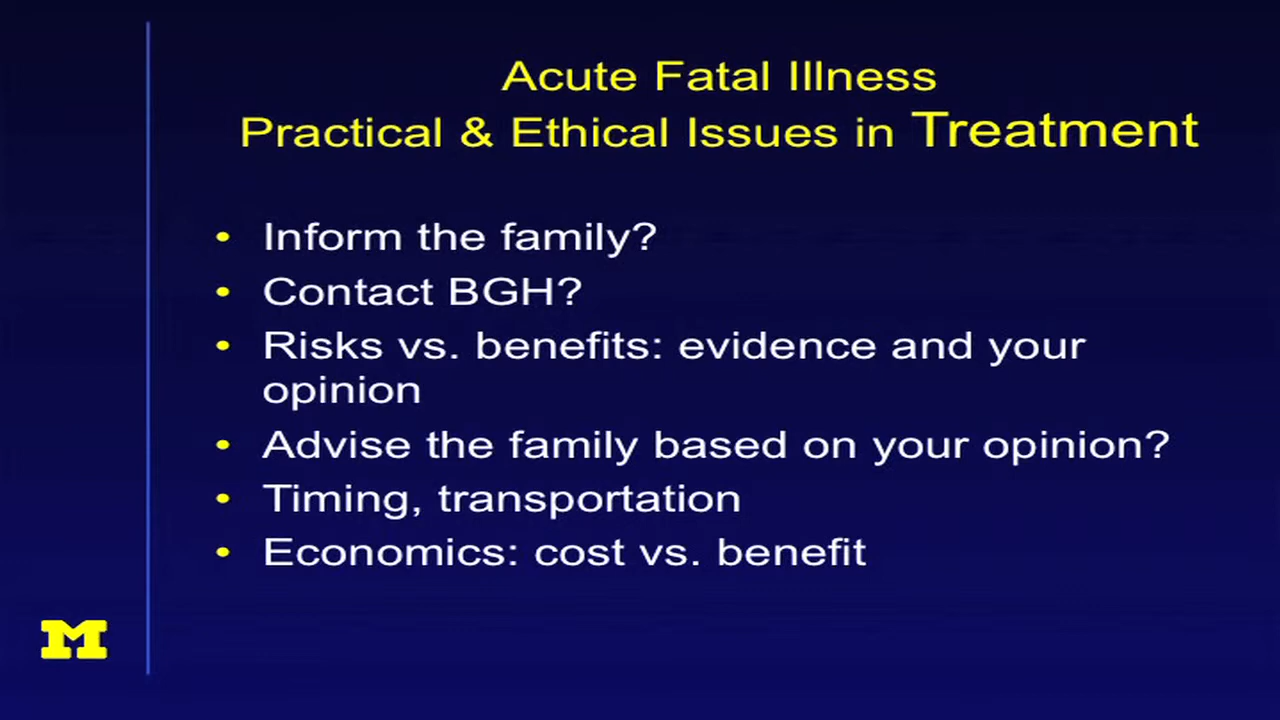 Acute Fatal Illness
Practical & Ethical Issues in Treatment
• Inform the family?
• Contact BGH?
• Risks vs. benefits: evidence and your
opinion
• Advise the family based on your opinion?
• Timing, transportation
• Economics: cost vs. benefit
M